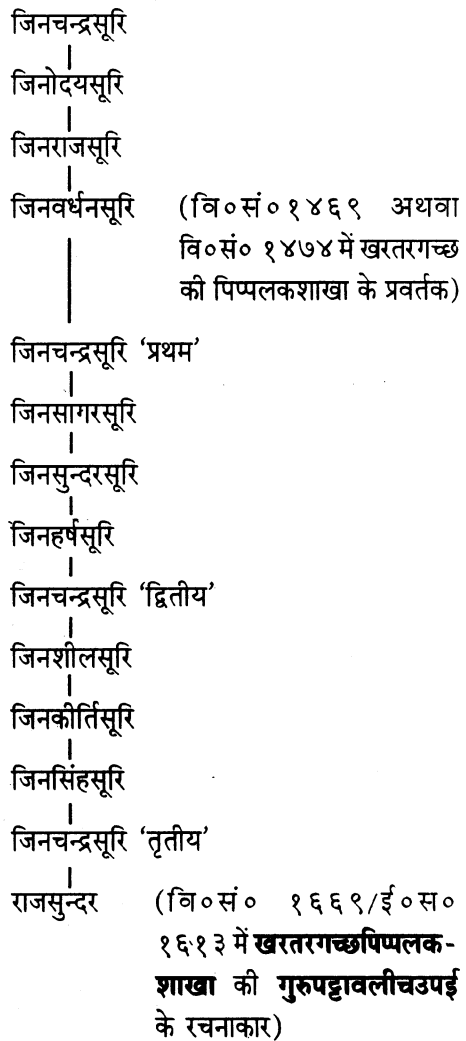 जिनचन्द्रसूरि
जिनोदयसूरि
जिनराजसूरि
जिनवर्धनसूरि (वि०सं०१४६९ अथवा
वि०सं० १४७४ में खरतरगच्छ
की पिप्पलकशाखा के प्रवर्तक)
जिनचन्द्रसूरि ‘प्रथम’
जिनसागरसूरि
जिनसुन्दरसूरि
जिनहर्षसूरि
जिनचन्द्रसूरि ‘द्वितीय’
जिनशीलसूरि
जिनकीर्तिसूरि
जिनसिंहसूरि
जिनचन्द्रसूरि ‘तृतीय’
राजसुन्दर (वि०सं० १६६९/ई०स०
१६१३ में खरतरगच्छपिप्पलक-
शाखा की गुरुपट्टावलीचउपई
के रचनाकार)